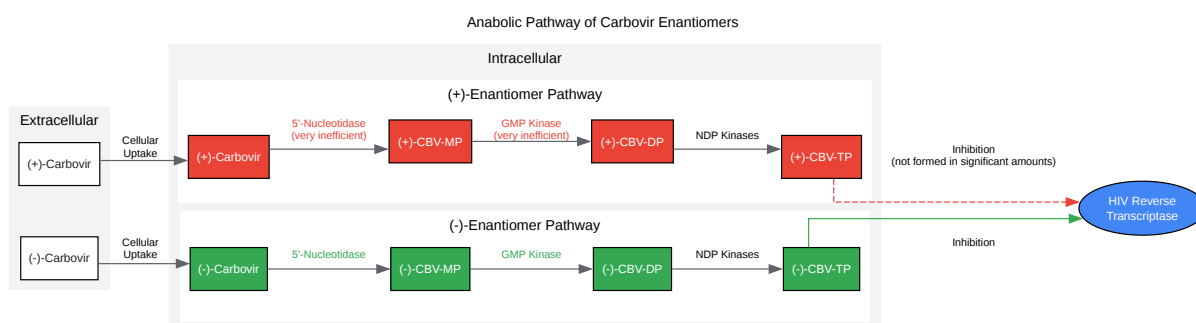 Anabolic Pathway of Carbovir Enantiomers
Intracellular
(+)-Enantiomer Pathway
Extracellular
Cellular
Uptake
5'-Nucleotidase
(very inefficient)
GMP Kinase
(very inefficient)
NDP Kinases
(+)-Carbovir
(+)-Carbovir
(+)-CBV-MP
(+)-CBV-DP
(+)-CBV-TP
Inhibition
(not formed in significant amounts)
HIV Reverse
Transcriptase
(-)-Enantiomer Pathway
Cellular
Uptake
5'-Nucleotidase
GMP Kinase
NDP Kinases
Inhibition
(-)-Carbovir
(-)-Carbovir
(-)-CBV-MP
(-)-CBV-DP
(-)-CBV-TP